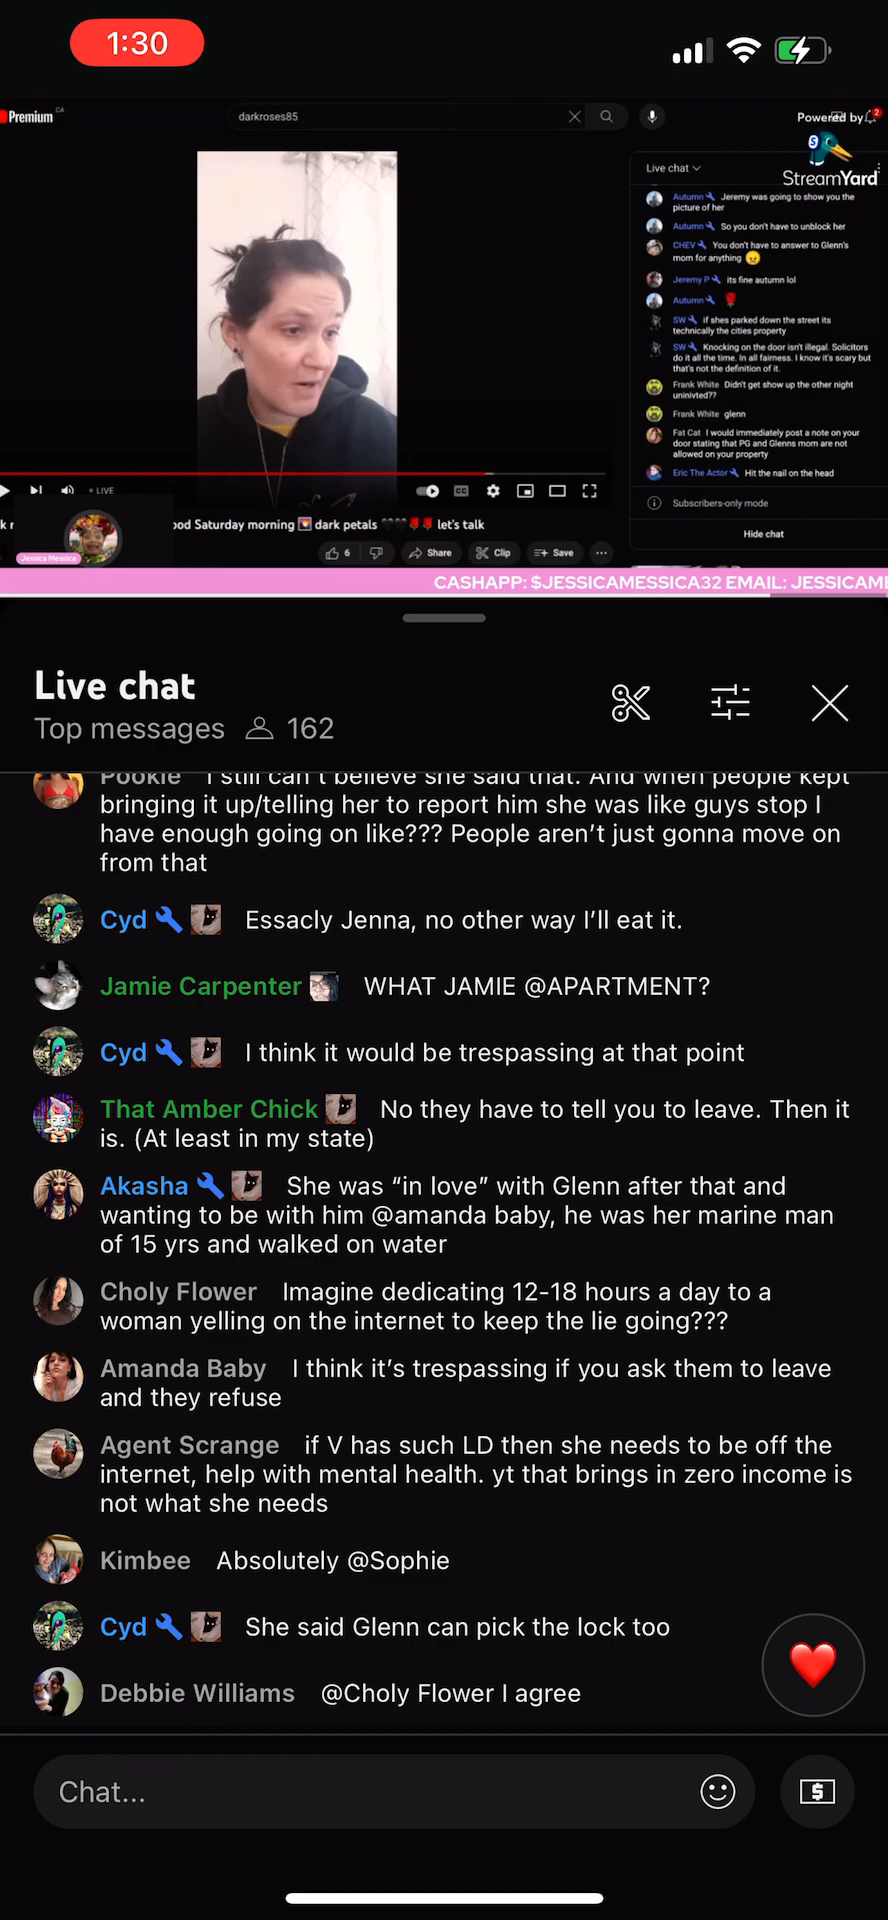 1:30
Premium CA
darkroses85
Powered by
2
StreamYard
Live chat
Autumn Jeremy was going to show you the
picture of her
Autumn So you don't have to unblock her
CHEV You don't have to answer to Glenn's
mom for anything 😠
Jeremy P its fine autumn lol
Autumn 🌹
SW if shes parked down the street its
technically the cities property
SW Knocking on the door isn't illegal. Solicitors
do it all the time. In all fairness. I know it's scary but
that's not the definition of it.
Frank White Didn't get show up the other night
uninivted??
Frank White glenn
Fat Cat I would immediately post a note on your
door stating that PG and Glenns mom are not
allowed on your property
Eric The Actor Hit the nail on the head
Subscribers-only mode
Hide chat
LIVE
CC
ood Saturday morning 🌅 dark petals 🖤🖤🌹🌹 let's talk
Jessica Messica
6
Share
Clip
Save
CASHAPP: $JESSICAMESSICA32 EMAIL: JESSICAME
Live chat
Top messages 162
Pookie I still can't believe she said that. And when people kept
bringing it up/telling her to report him she was like guys stop I
have enough going on like??? People aren't just gonna move on
from that
Cyd Essacly Jenna, no other way I'll eat it.
Jamie Carpenter WHAT JAMIE @APARTMENT?
Cyd I think it would be trespassing at that point
That Amber Chick No they have to tell you to leave. Then it
is. (At least in my state)
Akasha She was “in love” with Glenn after that and
wanting to be with him @amanda baby, he was her marine man
of 15 yrs and walked on water
Choly Flower Imagine dedicating 12-18 hours a day to a
woman yelling on the internet to keep the lie going???
Amanda Baby I think it's trespassing if you ask them to leave
and they refuse
Agent Scrange if V has such LD then she needs to be off the
internet, help with mental health. yt that brings in zero income is
not what she needs
Kimbee Absolutely @Sophie
Cyd She said Glenn can pick the lock too
Debbie Williams @Choly Flower I agree
Chat...